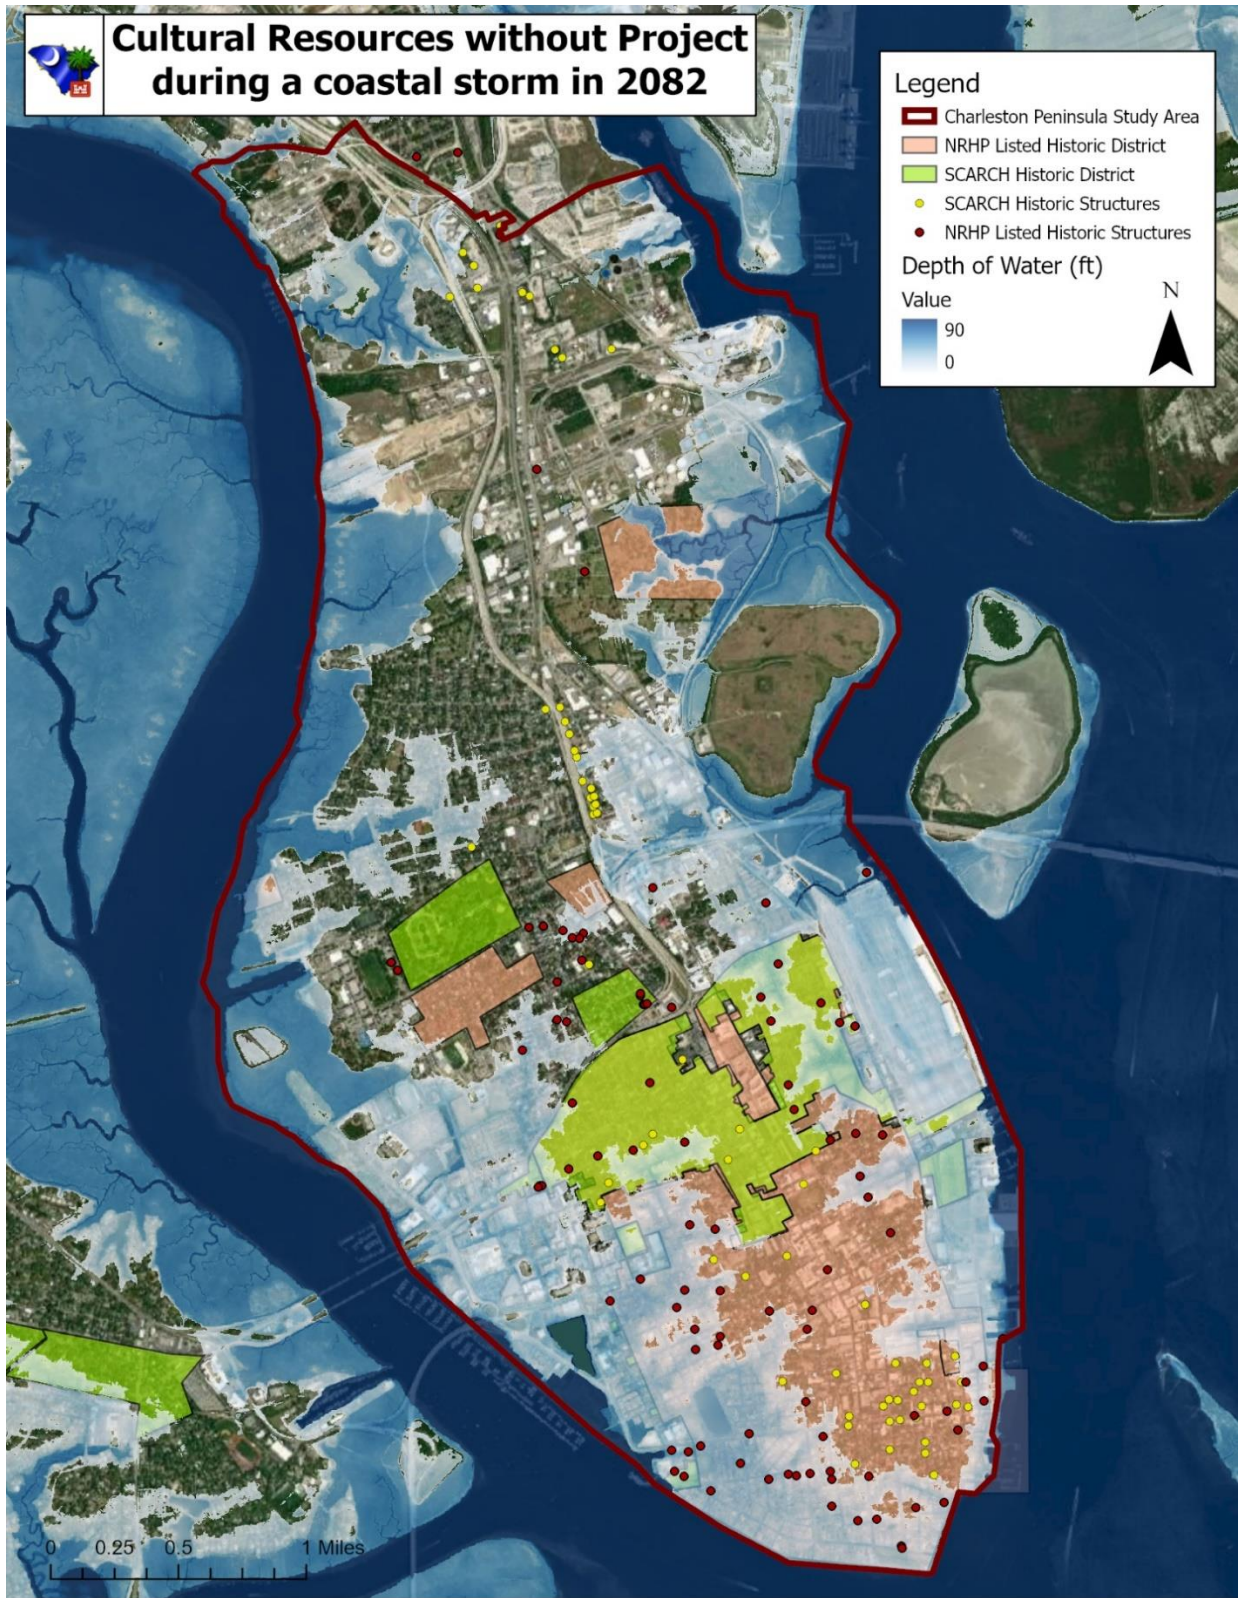 Cultural Resources without Project
during a coastal storm in 2082
Legend
Charleston Peninsula Study Area
NRHP Listed Historic District
SCARCH Historic District
SCARCH Historic Structures
NRHP Listed Historic Structures
Depth of Water (ft)
Value
90
0
N
0 0.25 0.5 1 Miles